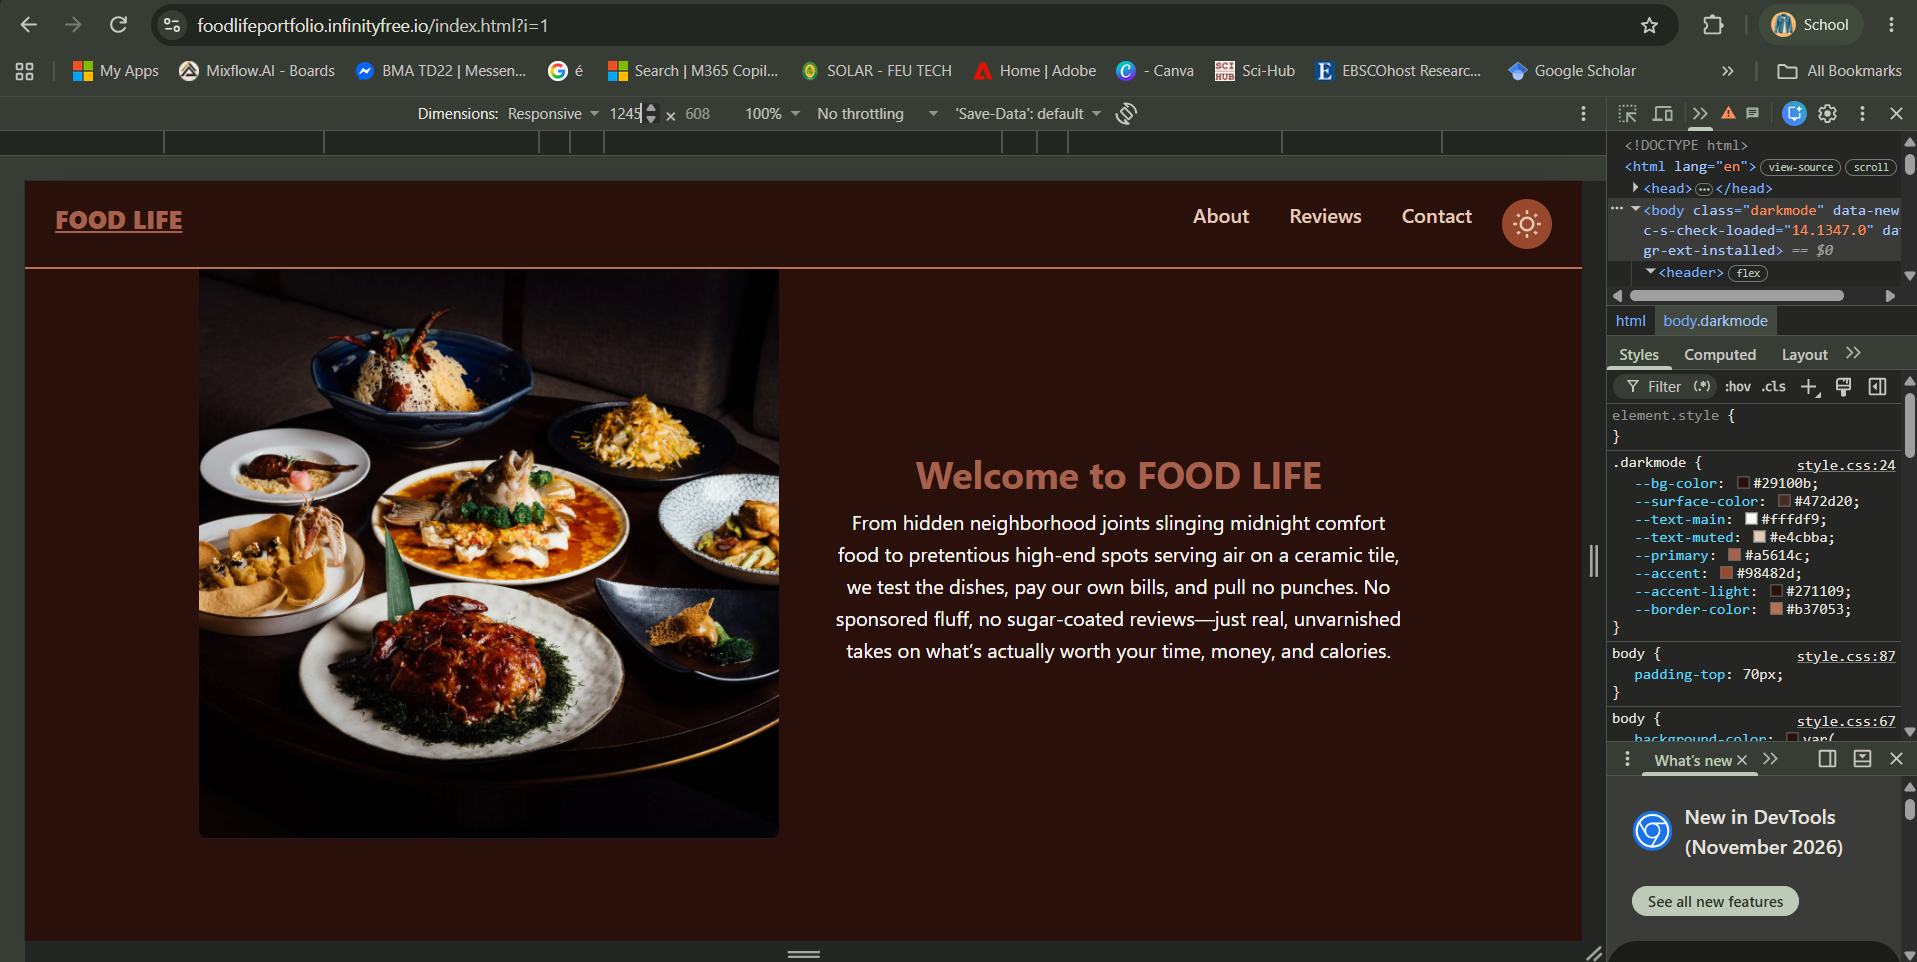 foodlifeportfolio.infinityfree.io/index.html?i=1
School
My Apps
Mixflow.AI - Boards
BMA TD22 | Messen...
é
Search | M365 Copil...
SOLAR - FEU TECH
Home | Adobe
- Canva
Sci-Hub
EBSCOhost Researc...
Google Scholar
All Bookmarks
Dimensions: Responsive 1245 × 608 100% No throttling 'Save-Data': default
FOOD LIFE
About Reviews Contact
Welcome to FOOD LIFE
From hidden neighborhood joints slinging midnight comfort
food to pretentious high-end spots serving air on a ceramic tile,
we test the dishes, pay our own bills, and pull no punches. No
sponsored fluff, no sugar-coated reviews—just real, unvarnished
takes on what's actually worth your time, money, and calories.
<!DOCTYPE html>
<html lang="en"> view-source scroll
<head> ··· </head>
··· <body class="darkmode" data-new
c-s-check-loaded="14.1347.0" da
gr-ext-installed> == $0
<header> flex
html body.darkmode
Styles Computed Layout
Filter (.*) :hov .cls
element.style {
}
.darkmode { style.css:24
--bg-color: #29100b;
--surface-color: #472d20;
--text-main: #fffdf9;
--text-muted: #e4cbba;
--primary: #a5614c;
--accent: #98482d;
--accent-light: #271109;
--border-color: #b37053;
}
body { style.css:87
padding-top: 70px;
}
body { style.css:67
background-color: var(
What's new
New in DevTools
(November 2026)
See all new features